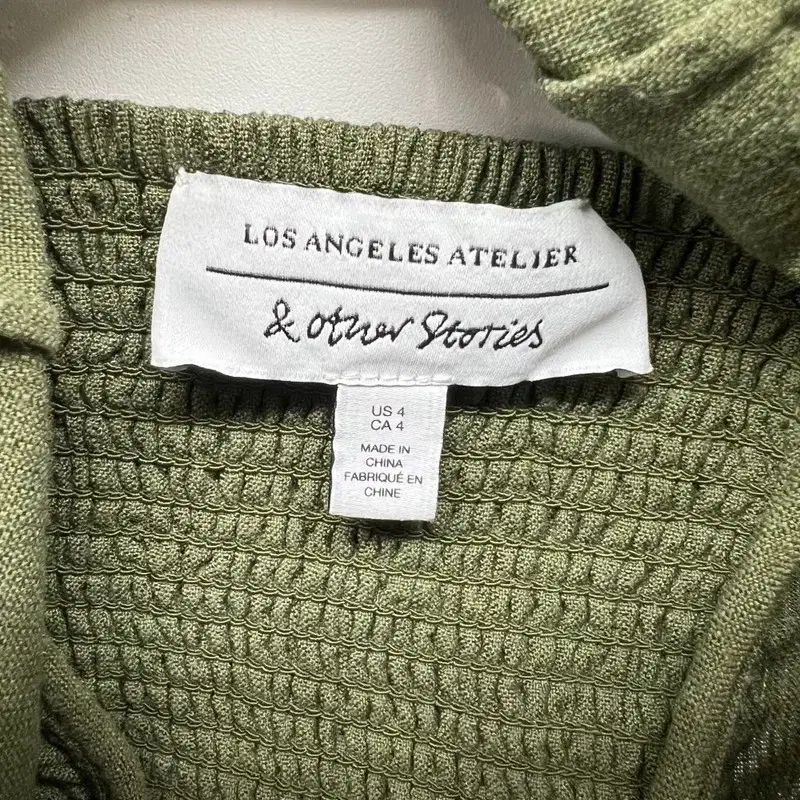 LOS ANGELES ATELIER
& Other Stories
US 4
CA 4
MADE IN
CHINA
FABRIQUÉ EN
CHINE